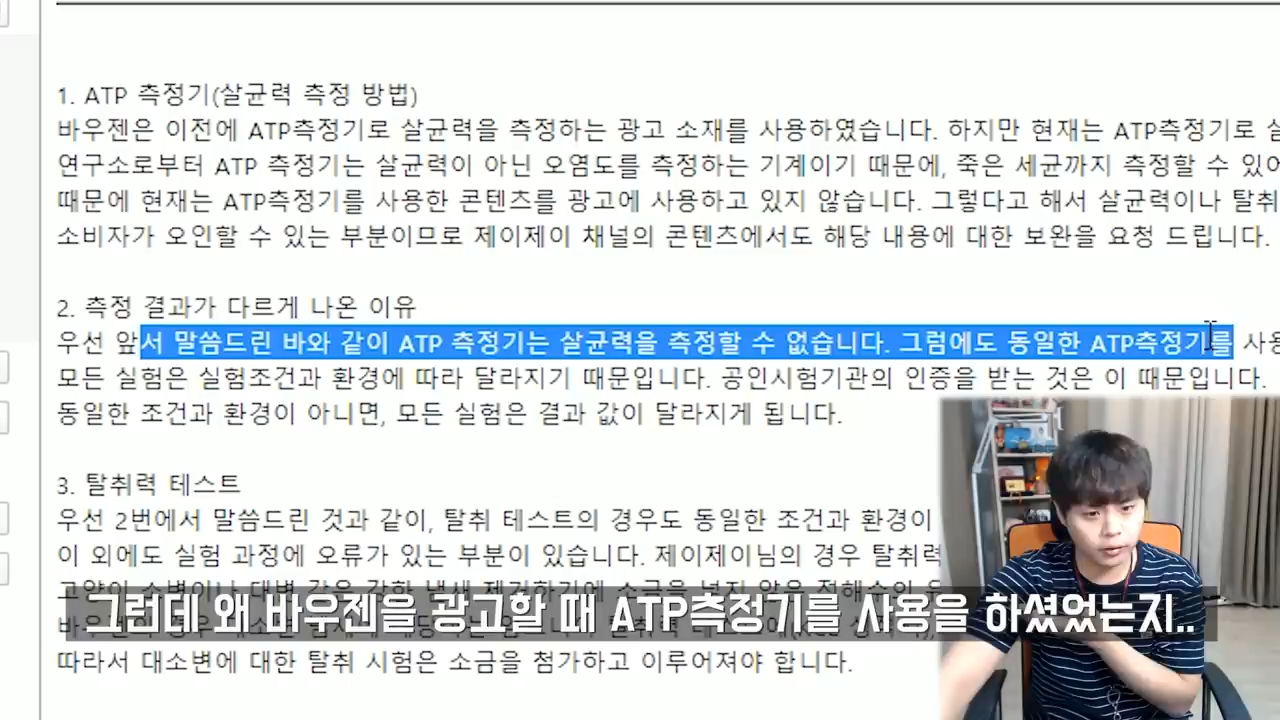 1. ATP 측정기(살균력 측정 방법)
바우젠은 이전에 ATP측정기로 살균력을 측정하는 광고 소재를 사용하였습니다. 하지만 현재는 ATP측정기로
연구소로부터 ATP 측정기는 살균력이 아닌 오염도를 측정하는 기계이기 때문에, 죽은 세균까지 측정할 수 있어
때문에 현재는 ATP측정기를 사용한 콘텐츠를 광고에 사용하고 있지 않습니다. 그렇다고 해서 살균력이나 탈취
소비자가 오인할 수 있는 부분이므로 제이제이 채널의 콘텐츠에서도 해당 내용에 대한 보완을 요청 드립니다.
2. 측정 결과가 다르게 나온 이유
우선 앞서 말씀드린 바와 같이 ATP 측정기는 살균력을 측정할 수 없습니다. 그럼에도 동일한 ATP측정기를 사용
모든 실험은 실험조건과 환경에 따라 달라지기 때문입니다. 공인시험기관의 인증을 받는 것은 이 때문입니다.
동일한 조건과 환경이 아니면, 모든 실험은 결과 값이 달라지게 됩니다.
3. 탈취력 테스트
우선 2번에서 말씀드린 것과 같이, 탈취 테스트의 경우도 동일한 조건과 환경이
이 외에도 실험 과정에 오류가 있는 부분이 있습니다. 제이제이님의 경우 탈취력
그런데 왜 바우젠을 광고할 때 ATP측정기를 사용을 하셨었는지..
따라서 대소변에 대한 탈취 시험은 소금을 첨가하고 이루어져야 합니다.